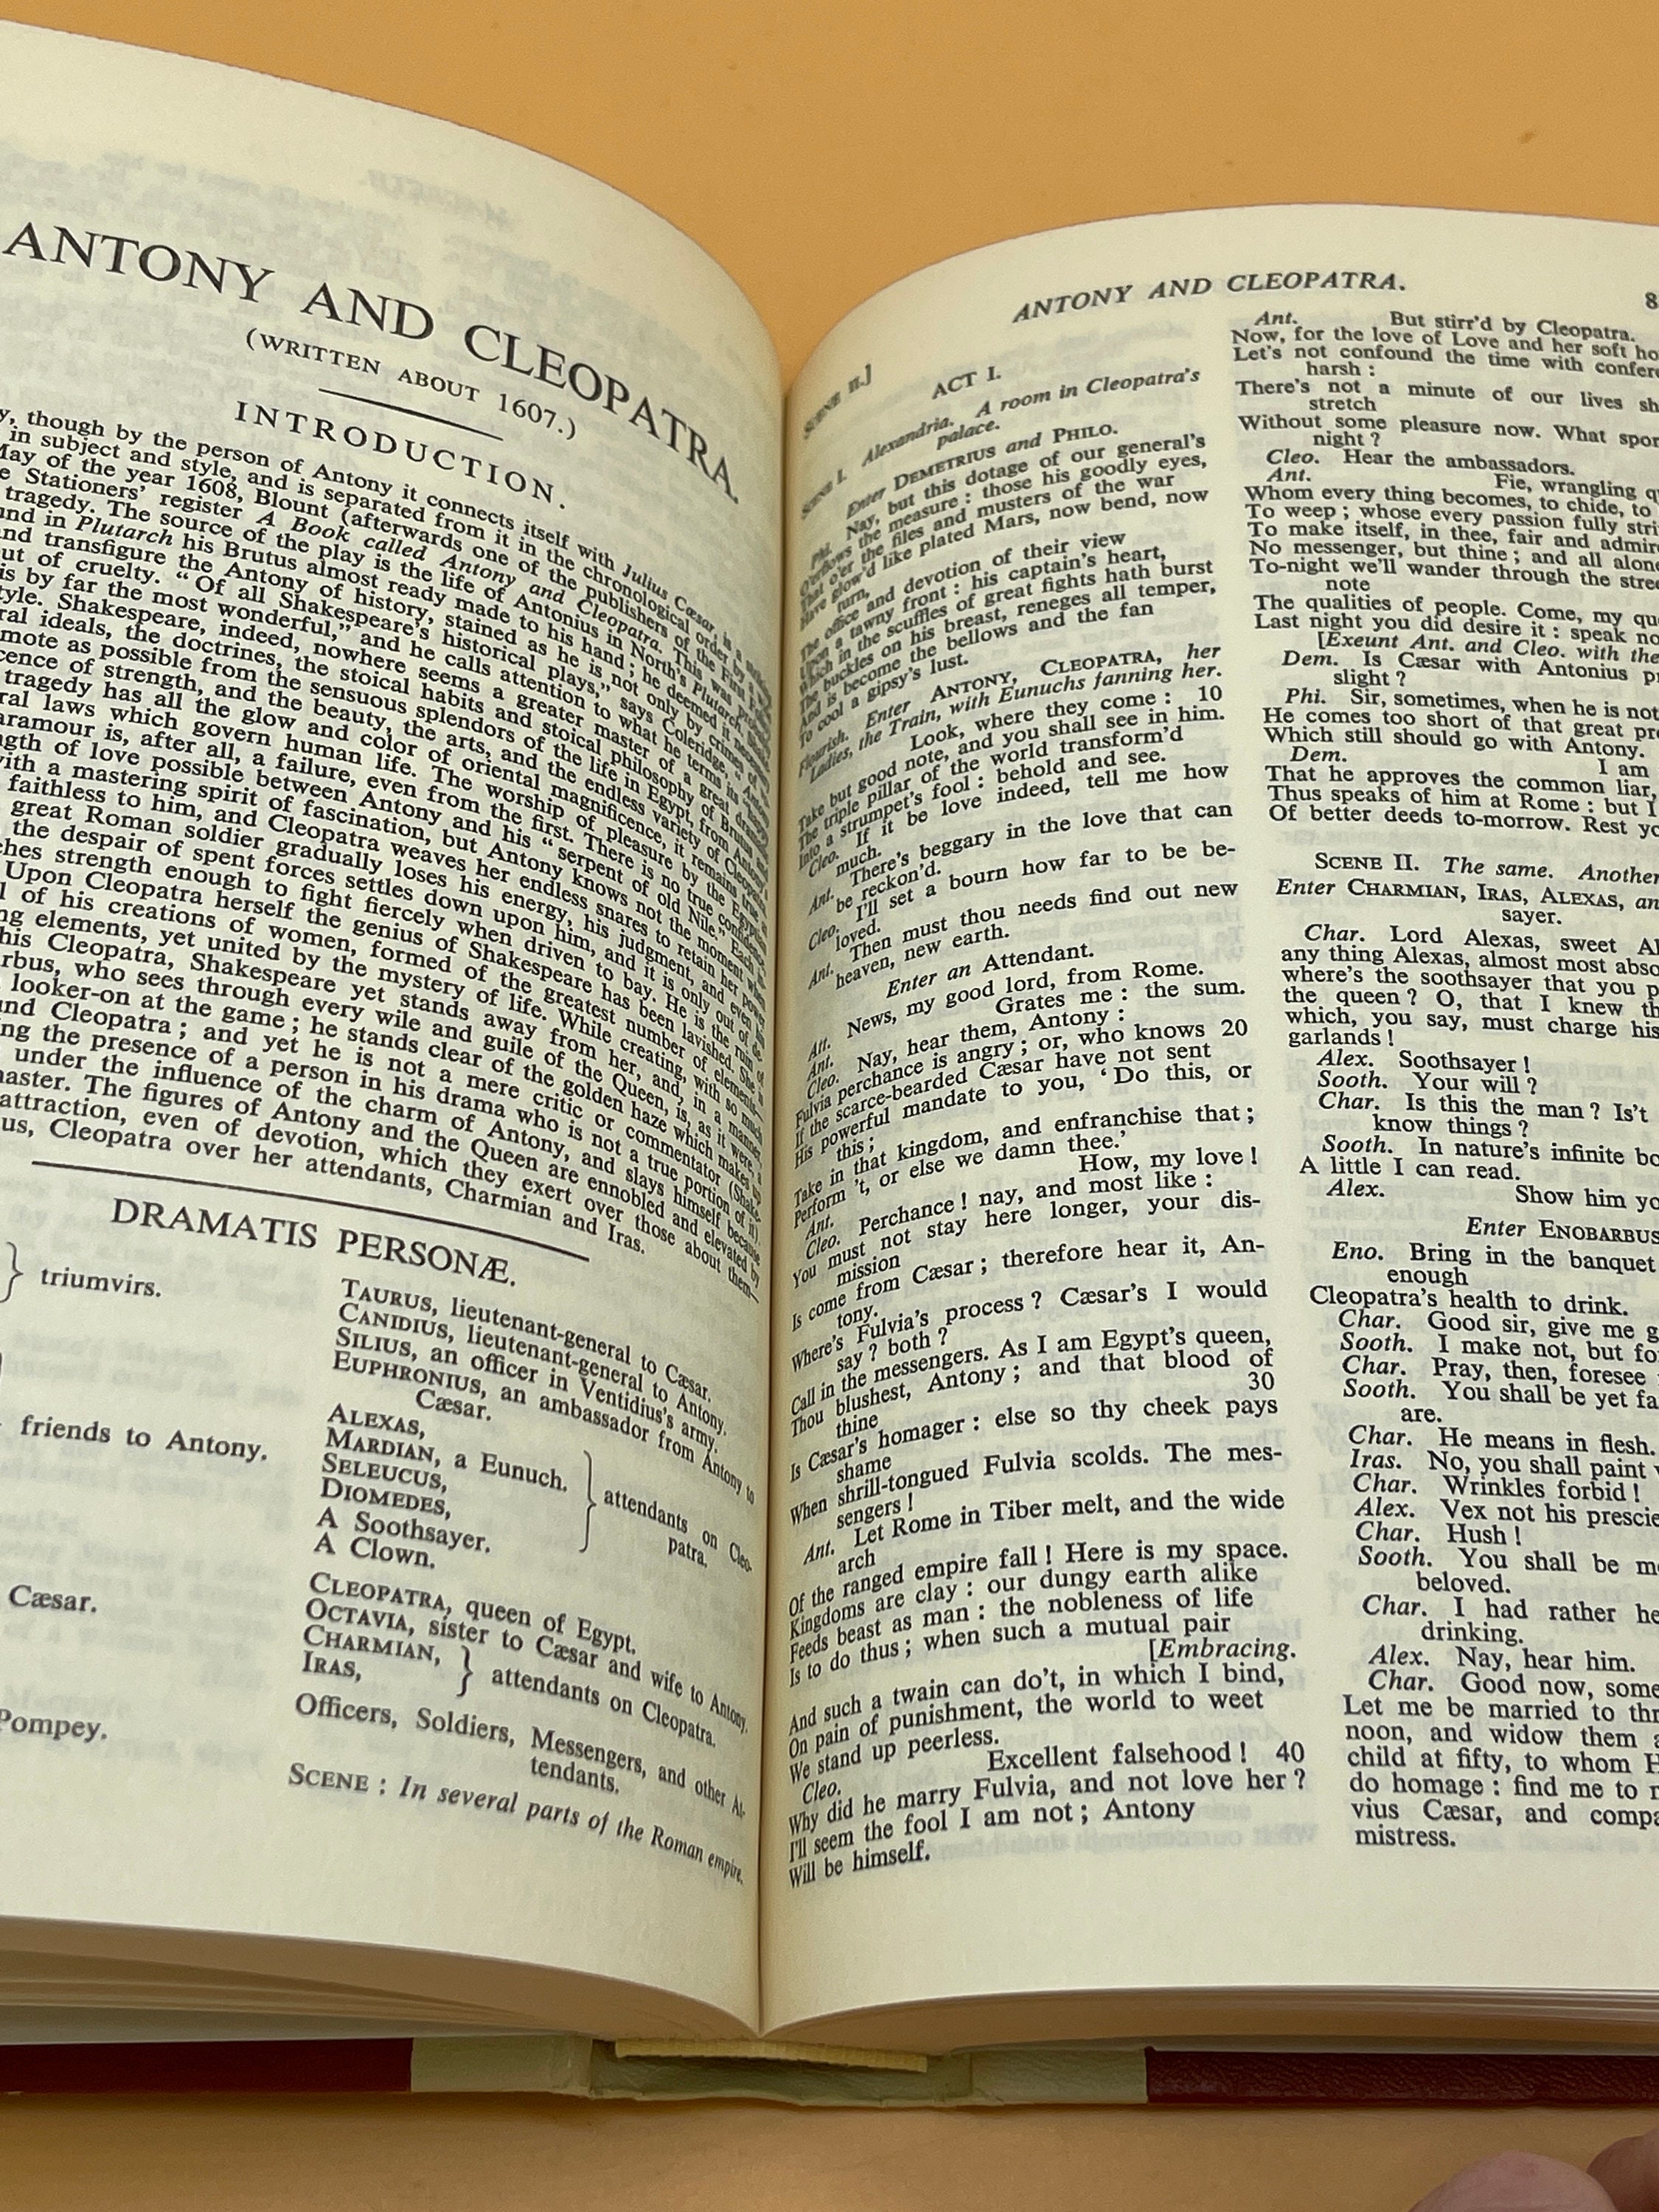 ANTONY AND CLEOPATRA.
(WRITTEN ABOUT 1607.)
INTRODUCTION.
though by the person of Antony it connects itself with Julius Cæsar, is a
in subject and style, and is separated from it in the chronological order by a
May of the year 1608, Blount (afterwards one of the publishers of the First
Stationers' register A Book called Antony and Cleopatra. This was
tragedy. The source of the play is the life of Antonius in North's Plutarch.
in Plutarch his Brutus almost ready made to his hand; he deemed it
and transfigure the Antony of history, stained as he is not only by crimes of
out of cruelty. "Of all Shakespeare's historical plays," says Coleridge, "
is by far the most wonderful," and he calls attention to what he terms its
Shakespeare, indeed, nowhere seems a greater master of a great
ideals, the doctrines, the stoical habits and stoical philosophy of Brutus
as possible from the sensuous splendors of the life in Egypt, from
of strength, and the beauty, the arts, and the endless variety of Cleopatra.
tragedy has all the glow and color of oriental magnificence, it remains true
laws which govern human life. The worship of pleasure by the Egyptian
paramour is, after all, a failure, even from the first. There is no true confidence,
of love possible between Antony and his "serpent of old Nile." Each
with a mastering spirit of fascination, but Antony knows not the moment when
faithless to him, and Cleopatra weaves her endless snares to retain her power
great Roman soldier gradually loses his energy, his judgment, and even
the despair of spent forces settles down upon him, and it is only out of
strength enough to fight fiercely when driven to bay. He is the ruin of
Upon Cleopatra herself the genius of Shakespeare has been lavished. She is
of his creations of women, formed of the greatest number of elements—
elements, yet united by the mystery of life. While creating, with so much
his Cleopatra, Shakespeare yet stands away from her, and, in a manner,
who sees through every wile and guile of the Queen, is, as it were, a
looker-on at the game; he stands clear of the golden haze which makes up
and Cleopatra; and yet he is not a mere critic or commentator (Shake-
the presence of a person in his drama who is not a true portion of it).
under the influence of the charm of Antony, and slays himself because
master. The figures of Antony and the Queen are ennobled and elevated by
attraction, even of devotion, which they exert over those about them—
Cleopatra over her attendants, Charmian and Iras.
DRAMATIS PERSONÆ.
triumvirs.
friends to Antony.
Cæsar.
Pompey.
TAURUS, lieutenant-general to Cæsar.
CANIDIUS, lieutenant-general to Antony.
SILIUS, an officer in Ventidius's army.
EUPHRONIUS, an ambassador from Antony to
Cæsar.
ALEXAS,
MARDIAN, a Eunuch.
SELEUCUS,
DIOMEDES,
attendants on Cleo-
patra.
A Soothsayer.
A Clown.
CLEOPATRA, queen of Egypt.
OCTAVIA, sister to Cæsar and wife to Antony.
CHARMIAN,
IRAS,
attendants on Cleopatra.
Officers, Soldiers, Messengers, and other At-
tendants.
SCENE : In several parts of the Roman empire.
SCENE II.]
ANTONY AND CLEOPATRA.
8
ACT I.
SCENE I. Alexandria. A room in Cleopatra's
palace.
Enter DEMETRIUS and PHILO.
Phi. Nay, but this dotage of our general's
O'erflows the measure : those his goodly eyes,
That o'er the files and musters of the war
Have glow'd like plated Mars, now bend, now
turn,
The office and devotion of their view
Upon a tawny front : his captain's heart,
Which in the scuffles of great fights hath burst
The buckles on his breast, reneges all temper,
And is become the bellows and the fan
To cool a gipsy's lust.
Flourish. Enter ANTONY, CLEOPATRA, her
Ladies, the Train, with Eunuchs fanning her.
Look, where they come : 10
Take but good note, and you shall see in him.
The triple pillar of the world transform'd
Into a strumpet's fool : behold and see.
Cleo. If it be love indeed, tell me how
much.
Ant. There's beggary in the love that can
be reckon'd.
Cleo. I'll set a bourn how far to be be-
loved.
Ant. Then must thou needs find out new
heaven, new earth.
Enter an Attendant.
Att. News, my good lord, from Rome.
Ant. Grates me : the sum.
Cleo. Nay, hear them, Antony :
Fulvia perchance is angry ; or, who knows 20
If the scarce-bearded Cæsar have not sent
His powerful mandate to you, 'Do this, or
this ;
Take in that kingdom, and enfranchise that ;
Perform 't, or else we damn thee.'
Ant. How, my love !
Cleo. Perchance ! nay, and most like :
You must not stay here longer, your dis-
mission
Is come from Cæsar ; therefore hear it, An-
tony.
Where's Fulvia's process ? Cæsar's I would
say ? both ?
Call in the messengers. As I am Egypt's queen,
Thou blushest, Antony ; and that blood of
thine 30
Is Cæsar's homager : else so thy cheek pays
shame
When shrill-tongued Fulvia scolds. The mes-
sengers !
Ant. Let Rome in Tiber melt, and the wide
arch
Of the ranged empire fall ! Here is my space.
Kingdoms are clay : our dungy earth alike
Feeds beast as man : the nobleness of life
Is to do thus ; when such a mutual pair
[Embracing.
And such a twain can do't, in which I bind,
On pain of punishment, the world to weet
We stand up peerless.
Cleo. Excellent falsehood ! 40
Why did he marry Fulvia, and not love her ?
I'll seem the fool I am not ; Antony
Will be himself.
Ant. But stirr'd by Cleopatra.
Now, for the love of Love and her soft
Let's not confound the time with
harsh :
There's not a minute of our lives
stretch
Without some pleasure now. What
night ?
Cleo. Hear the ambassadors.
Ant. Fie, wrangling
Whom every thing becomes, to chide, to
To weep ; whose every passion fully
To make itself, in thee, fair and
No messenger, but thine ; and all
To-night we'll wander through the
note
The qualities of people. Come, my
Last night you did desire it : speak
[Exeunt Ant. and Cleo. with
Dem. Is Cæsar with Antonius
slight ?
Phi. Sir, sometimes, when he is not
He comes too short of that great
Which still should go with Antony.
Dem. I am
That he approves the common liar,
Thus speaks of him at Rome : but I
Of better deeds to-morrow. Rest
SCENE II. The same. Another
Enter CHARMIAN, IRAS, ALEXAS,
sayer.
Char. Lord Alexas, sweet
any thing Alexas, almost most
where's the soothsayer that you
the queen ? O, that I knew
which, you say, must charge his
garlands !
Alex. Soothsayer !
Sooth. Your will ?
Char. Is this the man ? Is't
know things ?
Sooth. In nature's infinite
A little I can read.
Alex. Show him
Enter ENOBARBUS
Eno. Bring in the banquet
enough
Cleopatra's health to drink.
Char. Good sir, give me
Sooth. I make not, but
Char. Pray, then, foresee
Sooth. You shall be yet
are.
Char. He means in flesh.
Iras. No, you shall paint
Char. Wrinkles forbid !
Alex. Vex not his
Char. Hush !
Sooth. You shall be
beloved.
Char. I had rather
drinking.
Alex. Nay, hear him.
Char. Good now, some
Let me be married to
noon, and widow them
child at fifty, to whom
do homage : find me to
vius Cæsar, and
mistress.